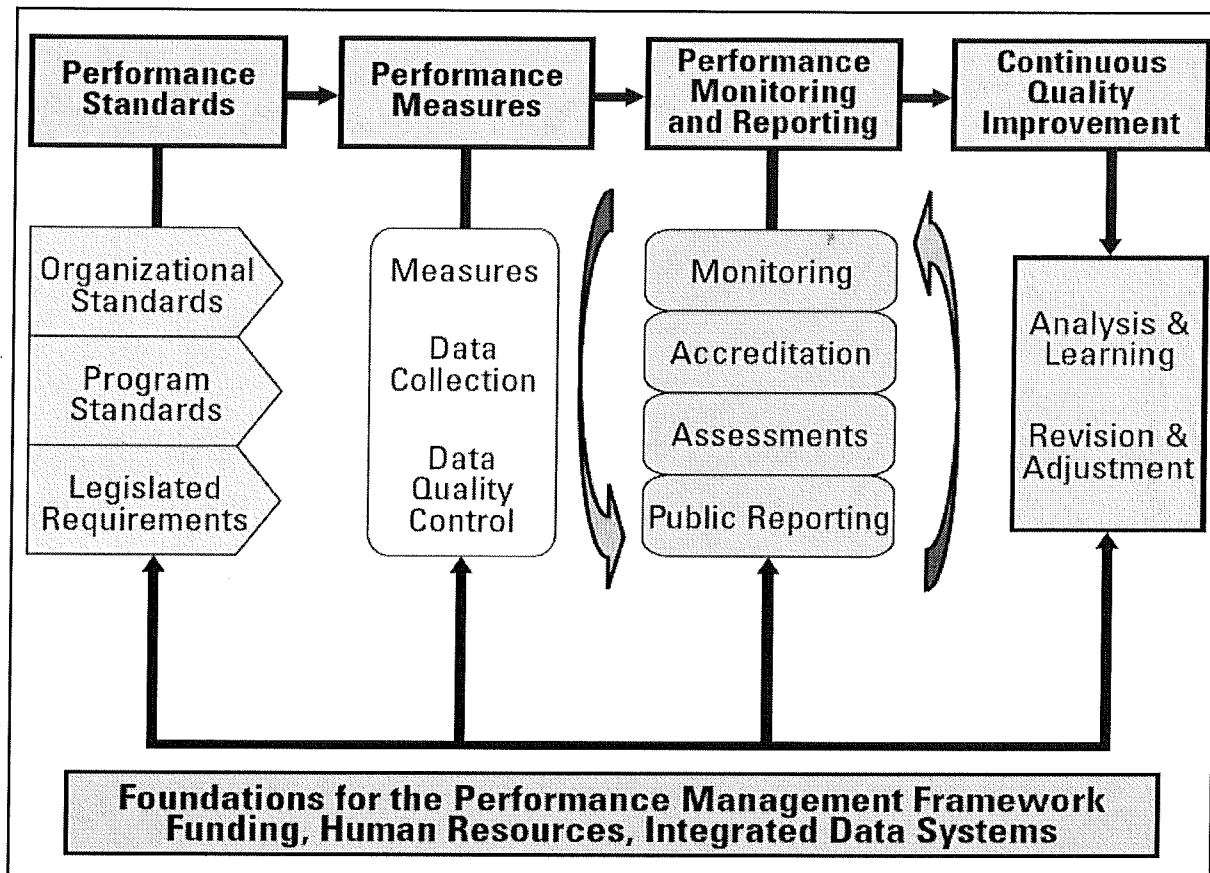 Performance
Standards
Performance
Measures
Performance
Monitoring
and Reporting
Continuous
Quality
Improvement
Organizational
Standards
Program
Standards
Legislated
Requirements
Measures
Data
Collection
Data
Quality
Control
Monitoring
Accreditation
Assessments
Public Reporting
Analysis &
Learning
Revision &
Adjustment
Foundations for the Performance Management Framework
Funding, Human Resources, Integrated Data Systems